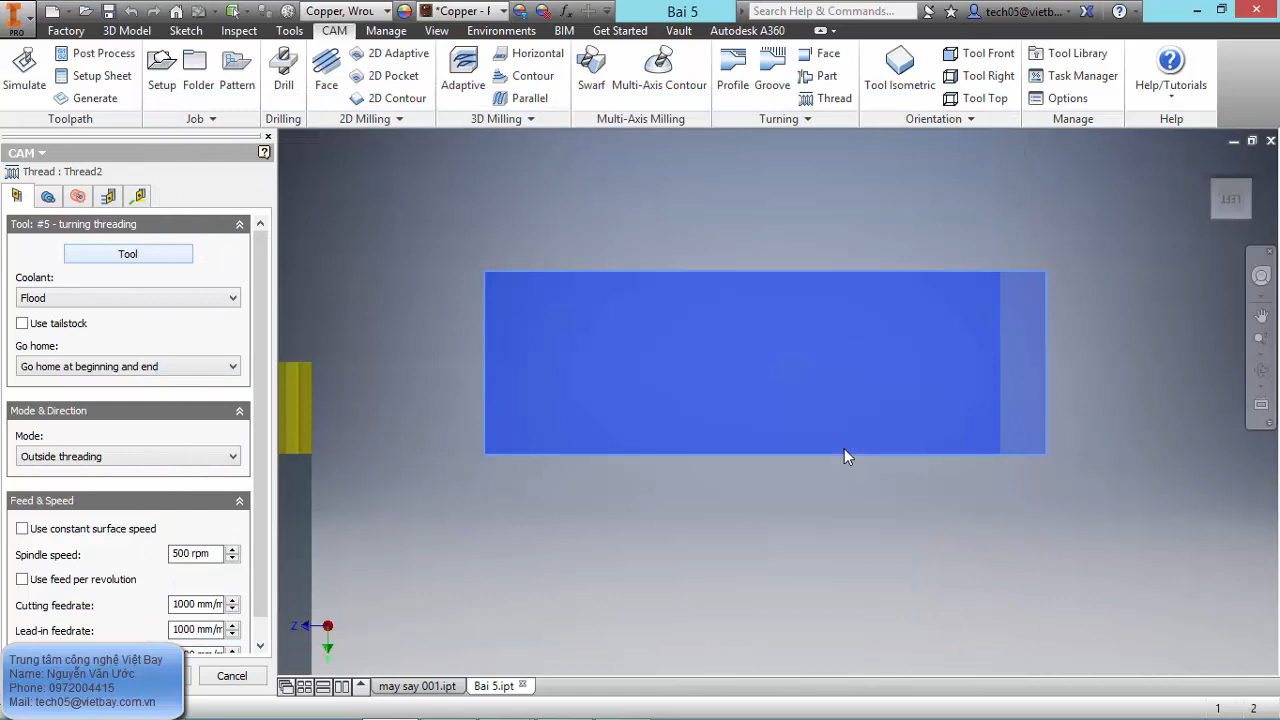 PRO
Copper, Wrou
*Copper - F
Bai 5
Search Help & Commands...
tech05@vietb...
Factory 3D Model Sketch Inspect Tools CAM Manage View Environments BIM Get Started Vault Autodesk A360
Simulate
Post Process
Setup Sheet
Generate
Toolpath
Setup
Folder
Pattern
Job
Drill
Drilling
Face
2D Adaptive
2D Pocket
2D Contour
2D Milling
Adaptive
Horizontal
Contour
Parallel
3D Milling
Swarf
Multi-Axis Contour
Multi-Axis Milling
Profile
Groove
Face
Part
Thread
Turning
Tool Isometric
Tool Front
Tool Right
Tool Top
Orientation
Tool Library
Task Manager
Options
Manage
Help/Tutorials
Help
CAM
Thread : Thread2
Tool: #5 - turning threading
Tool
Coolant:
Flood
Use tailstock
Go home:
Go home at beginning and end
Mode & Direction
Mode:
Outside threading
Feed & Speed
Use constant surface speed
Spindle speed: 500 rpm
Use feed per revolution
Cutting feedrate: 1000 mm/r
Lead-in feedrate: 1000 mm/r
Cancel
Trung tâm công nghệ Việt Bay
Name: Nguyễn Văn Ước
Phone: 0972004415
Mail: tech05@vietbay.com.vn
LEFT
Z
may say 001.ipt
Bai 5.ipt
1 2